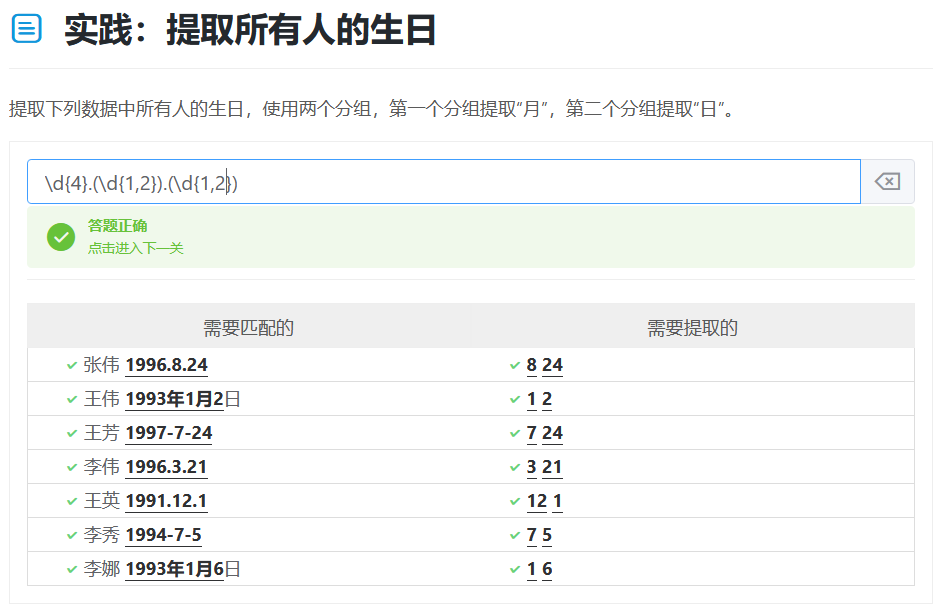 实践：提取所有人的生日
提取下列数据中所有人的生日，使用两个分组，第一个分组提取“月”，第二个分组提取“日”。
\d{4}.(\d{1,2}).(\d{1,2})
答题正确
点击进入下一关
需要匹配的 需要提取的
张伟 1996.8.24 8 24
王伟 1993年1月2日 1 2
王芳 1997-7-24 7 24
李伟 1996.3.21 3 21
王英 1991.12.1 12 1
李秀 1994-7-5 7 5
李娜 1993年1月6日 1 6